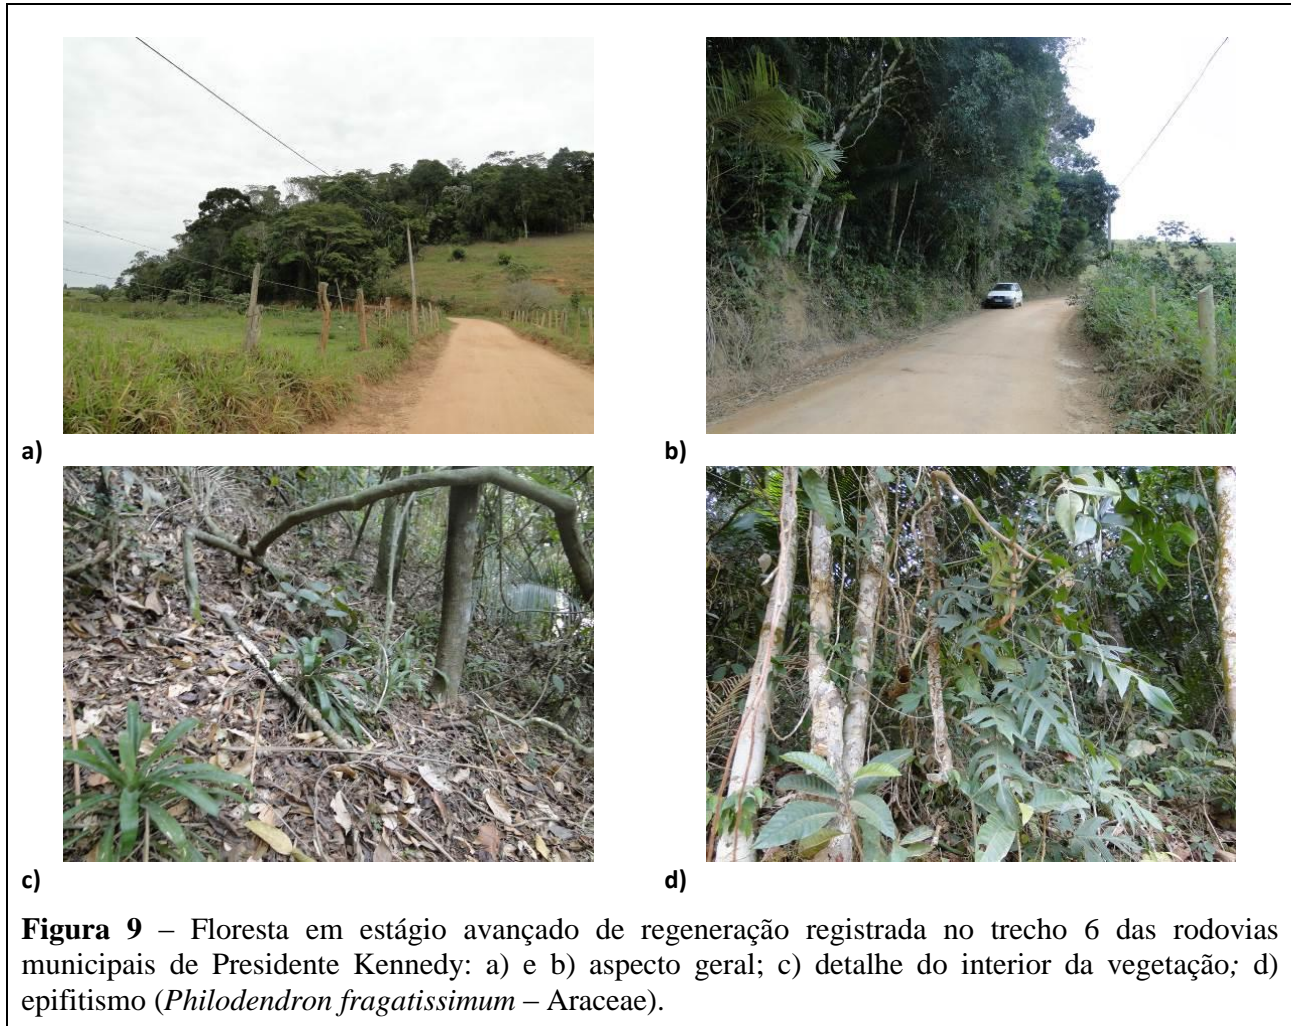 a)
b)
c)
d)
Figura 9 – Floresta em estágio avançado de regeneração registrada no trecho 6 das rodovias
municipais de Presidente Kennedy: a) e b) aspecto geral; c) detalhe do interior da vegetação; d)
epifitismo (Philodendron fragatissimum – Araceae).